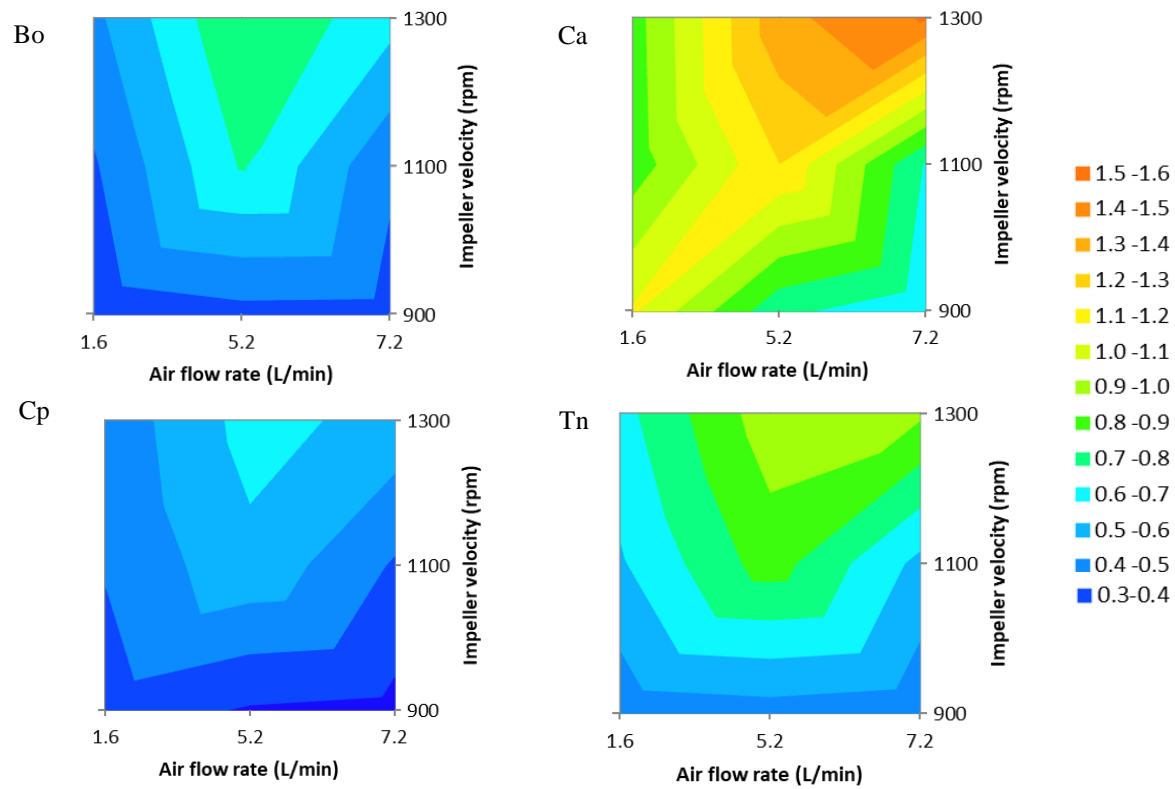 Bo
1300
1100
900
Impeller velocity (rpm)
1.6 5.2 7.2
Air flow rate (L/min)
Ca
1300
1100
900
Impeller velocity (rpm)
1.6 5.2 7.2
Air flow rate (L/min)
Cp
1300
1100
900
Impeller velocity (rpm)
1.6 5.2 7.2
Air flow rate (L/min)
Tn
1300
1100
900
Impeller velocity (rpm)
1.6 5.2 7.2
Air flow rate (L/min)
1.5 -1.6
1.4 -1.5
1.3 -1.4
1.2 -1.3
1.1 -1.2
1.0 -1.1
0.9 -1.0
0.8 -0.9
0.7 -0.8
0.6 -0.7
0.5 -0.6
0.4 -0.5
0.3-0.4